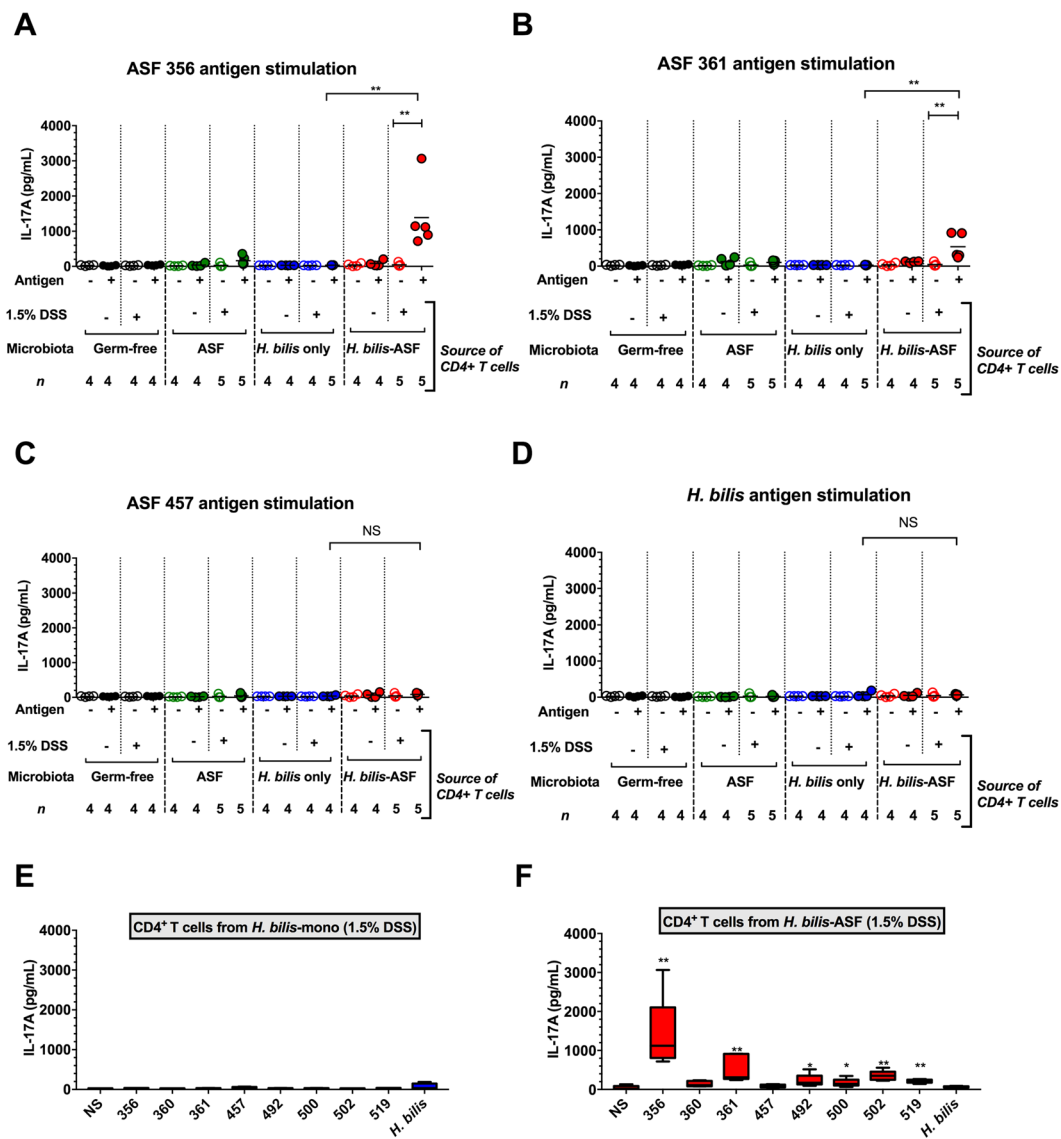 A
ASF 356 antigen stimulation
**
**
IL-17A (pg/mL)
4000
3000
2000
1000
0
Antigen - + - + - + - + - + - + - + - +
1.5% DSS - + - + - + - +
Microbiota Germ-free ASF H. bilis only H. bilis-ASF
n 4 4 4 4 4 4 5 5 4 4 4 5 4 4 5 5
Source of
CD4+ T cells
B
ASF 361 antigen stimulation
**
**
IL-17A (pg/mL)
4000
3000
2000
1000
0
Antigen - + - + - + - + - + - + - + - +
1.5% DSS - + - + - + - +
Microbiota Germ-free ASF H. bilis only H. bilis-ASF
n 4 4 4 4 4 4 5 5 4 4 4 5 4 4 5 5
Source of
CD4+ T cells
C
ASF 457 antigen stimulation
NS
IL-17A (pg/mL)
4000
3000
2000
1000
0
Antigen - + - + - + - + - + - + - + - +
1.5% DSS - + - + - + - +
Microbiota Germ-free ASF H. bilis only H. bilis-ASF
n 4 4 4 4 4 4 5 5 4 4 4 4 4 4 5 5
Source of
CD4+ T cells
D
H. bilis antigen stimulation
NS
IL-17A (pg/mL)
4000
3000
2000
1000
0
Antigen - + - + - + - + - + - + - + - +
1.5% DSS - + - + - + - +
Microbiota Germ-free ASF H. bilis only H. bilis-ASF
n 4 4 4 4 4 4 5 5 4 4 4 4 4 4 5 5
Source of
CD4+ T cells
E
CD4⁺ T cells from H. bilis-mono (1.5% DSS)
IL-17A (pg/mL)
4000
3000
2000
1000
0
NS 356 360 361 457 492 500 502 519 H. bilis
F
CD4⁺ T cells from H. bilis-ASF (1.5% DSS)
IL-17A (pg/mL)
4000
3000
2000
1000
0
** ** * * ** **
NS 356 360 361 457 492 500 502 519 H. bilis